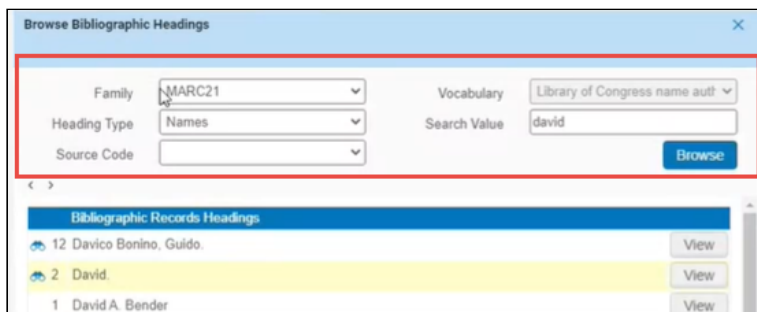 Browse Bibliographic Headings ×
Family MARC21 Vocabulary Library of Congress name auth
Heading Type Names Search Value david
Source Code Browse
< >
Bibliographic Records Headings
12 Davico Bonino, Guido. View
2 David. View
1 David A. Bender View